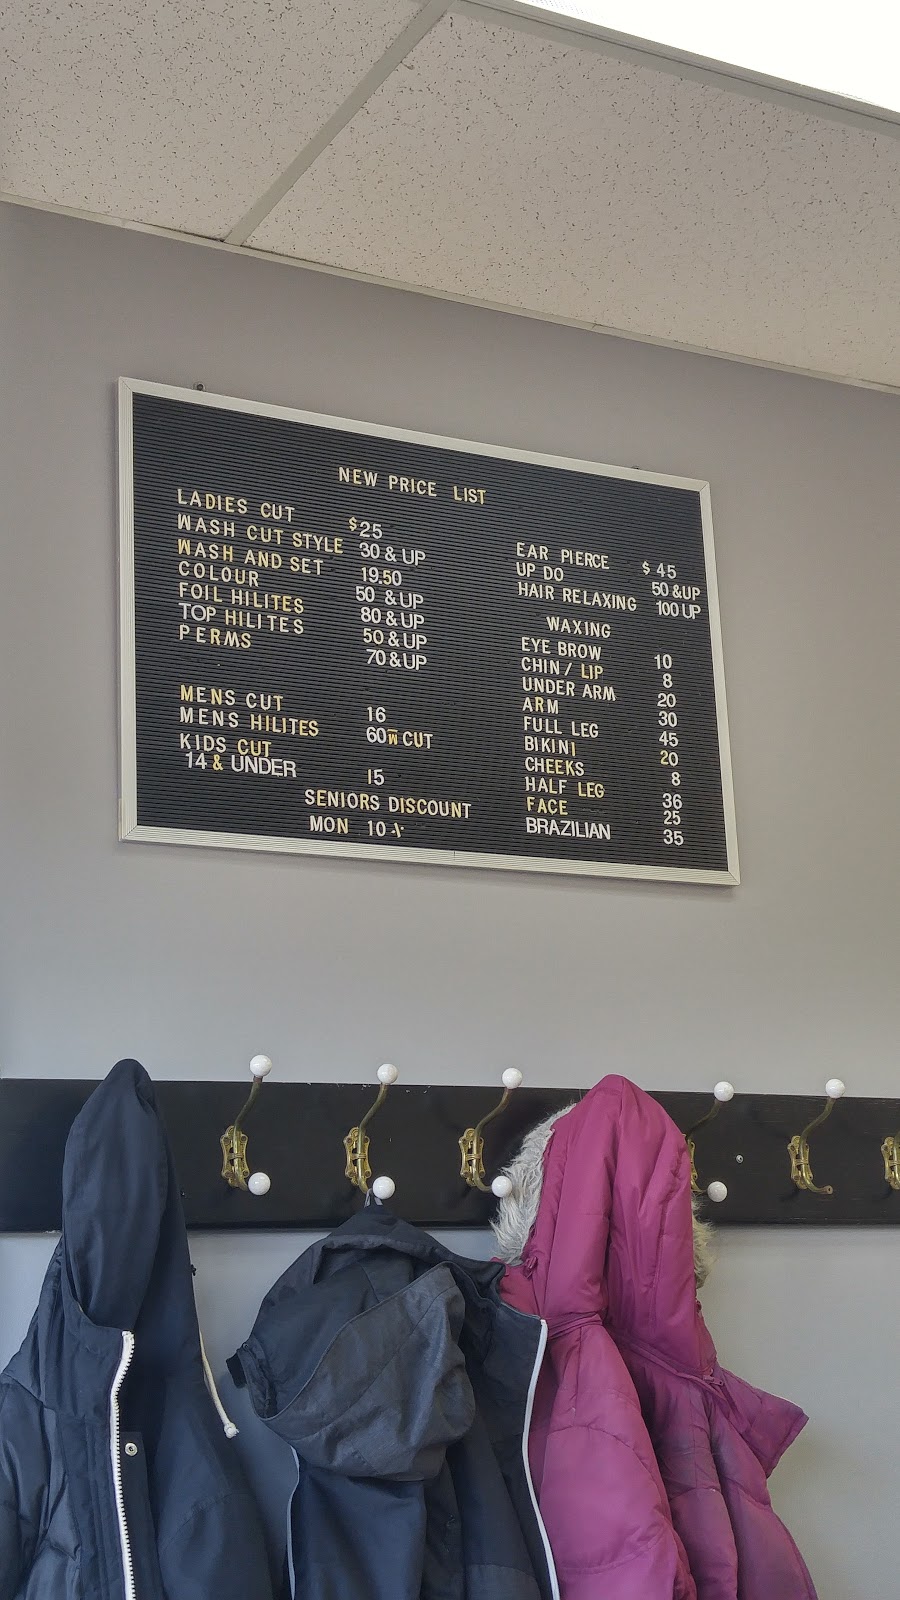 NEW PRICE LIST
LADIES CUT $25
WASH CUT STYLE 30 & UP
WASH AND SET 19.50
COLOUR 50 & UP
FOIL HILITES 80 & UP
TOP HILITES 50 & UP
PERMS 70 & UP
MENS CUT 16
MENS HILITES 60 W CUT
KIDS CUT
14 & UNDER 15
SENIORS DISCOUNT
MON 10
EAR PIERCE $45
UP DO 50 & UP
HAIR RELAXING 100 UP
WAXING
EYE BROW 10
CHIN / LIP 8
UNDER ARM 20
ARM 30
FULL LEG 45
BIKINI 20
CHEEKS 8
HALF LEG 36
FACE 25
BRAZILIAN 35